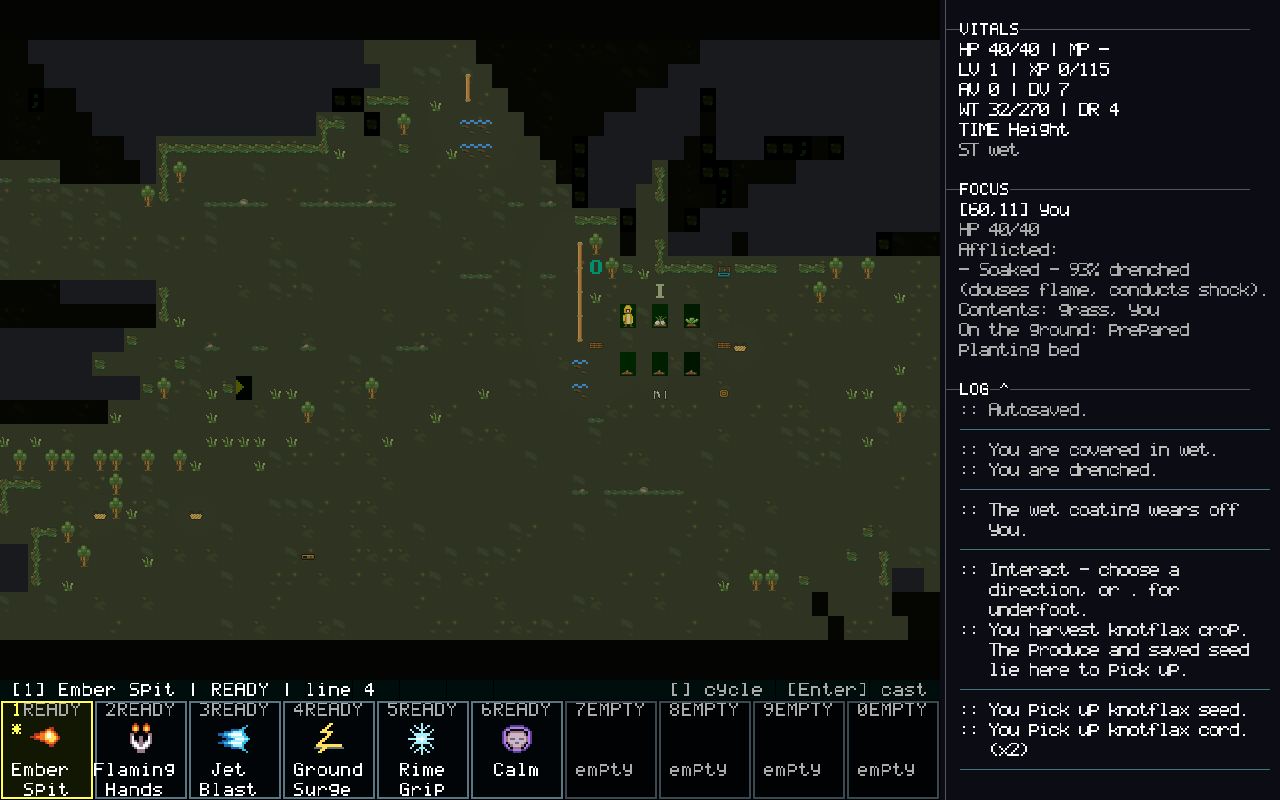 VITALS
HP 40/40 | MP -
LV 1 | XP 0/115
AV 0 | DV 7
WT 32/270 | DR 4
TIME Height
ST wet
FOCUS
[60,11] You
HP 40/40
Afflicted:
- Soaked - 93% drenched
(douses flame, conducts shock).
Contents: grass, You
On the ground: Prepared
Planting bed
LOG ^
:: Autosaved.
:: You are covered in wet.
:: You are drenched.
:: The wet coating wears off
you.
:: Interact - choose a
direction, or . for
underfoot.
:: You harvest knotflax crop.
The Produce and saved seed
lie here to Pick up.
:: You Pick up knotflax seed.
:: You Pick up knotflax cord.
(x2)
[1] Ember Spit | READY | line 4
[] cycle [Enter] cast
1READY 2READY 3READY 4READY 5READY 6READY 7EMPTY 8EMPTY 9EMPTY 0EMPTY
*
Ember Spit
Flaming Hands
Jet Blast
Ground Surge
Rime Grip
Calm
empty
empty
empty
empty